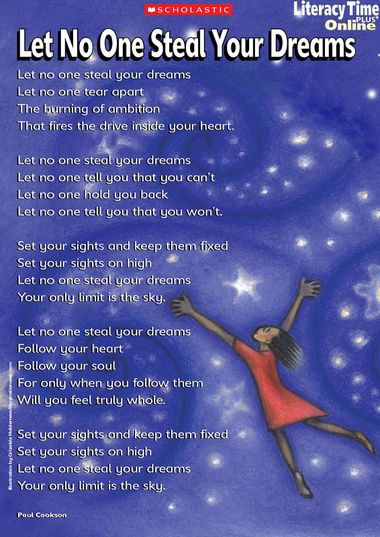 SCHOLASTIC
Literacy Time
PLUS
Online
Let No One Steal Your Dreams
Let no one steal your dreams
Let no one tear apart
The burning of ambition
That fires the drive inside your heart.
Let no one steal your dreams
Let no one tell you that you can't
Let no one hold you back
Let no one tell you that you won't.
Set your sights and keep them fixed
Set your sights on high
Let no one steal your dreams
Your only limit is the sky.
Let no one steal your dreams
Follow your heart
Follow your soul
For only when you follow them
Will you feel truly whole.
Set your sights and keep them fixed
Set your sights on high
Let no one steal your dreams
Your only limit is the sky.
Paul Cookson